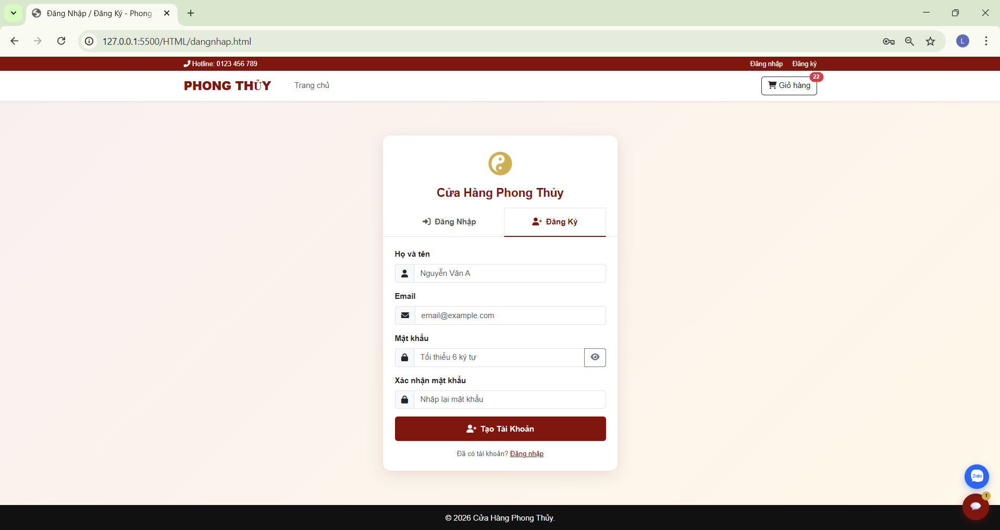 Đăng Nhập / Đăng Ký - Phong
127.0.0.1:5500/HTML/dangnhap.html
L
Hotline: 0123 456 789
Đăng nhập Đăng ký
PHONG THỦY
Trang chủ
Giỏ hàng
22
Cửa Hàng Phong Thủy
Đăng Nhập
Đăng Ký
Họ và tên
Nguyễn Văn A
Email
email@example.com
Mật khẩu
Tối thiểu 6 ký tự
Xác nhận mật khẩu
Nhập lại mật khẩu
Tạo Tài Khoản
Đã có tài khoản? Đăng nhập
Zalo
1
© 2026 Cửa Hàng Phong Thủy.